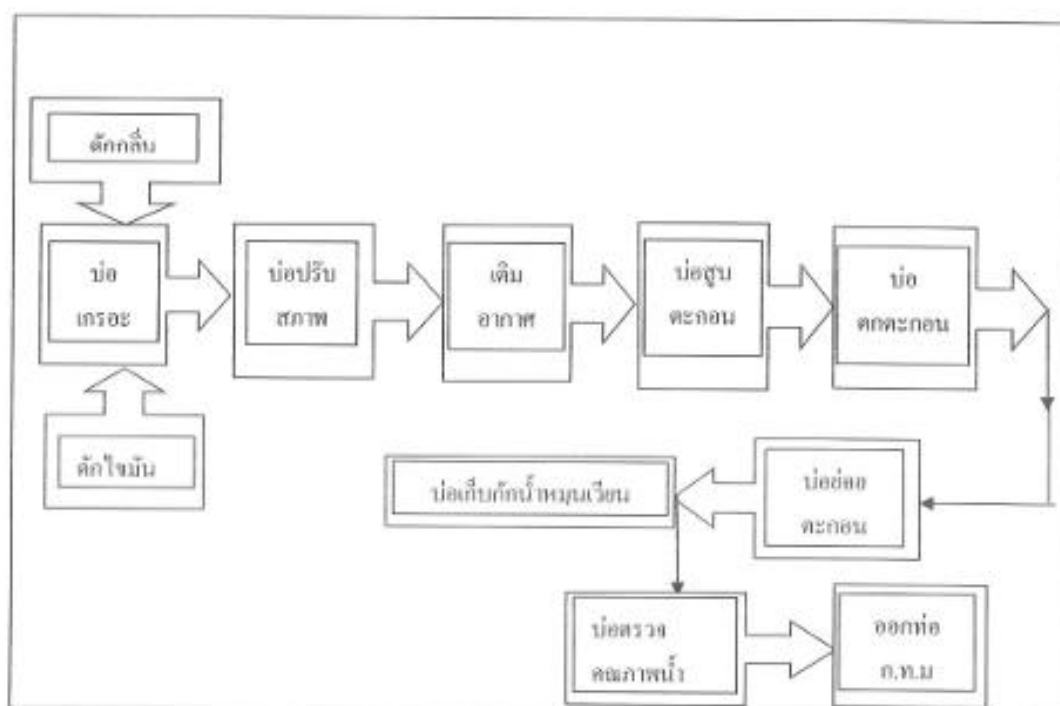 ดักกลิ่น
บ่อ
เกรอะ
บ่อปรับ
สภาพ
เติม
อากาศ
บ่อสูบ
ตะกอน
บ่อ
ตกตะกอน
ดักไขมัน
บ่อเก็บกักน้ำหมุนเวียน
บ่อย่อย
ตะกอน
บ่อตรวจ
คุณภาพน้ำ
ออกท่อ
ก.ท.ม